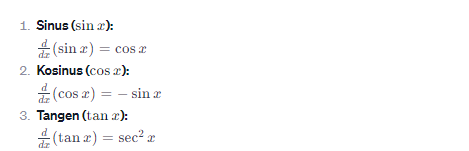 1. Sinus (sin x):
d/dx (sin x) = cos x
2. Kosinus (cos x):
d/dx (cos x) = − sin x
3. Tangen (tan x):
d/dx (tan x) = sec² x